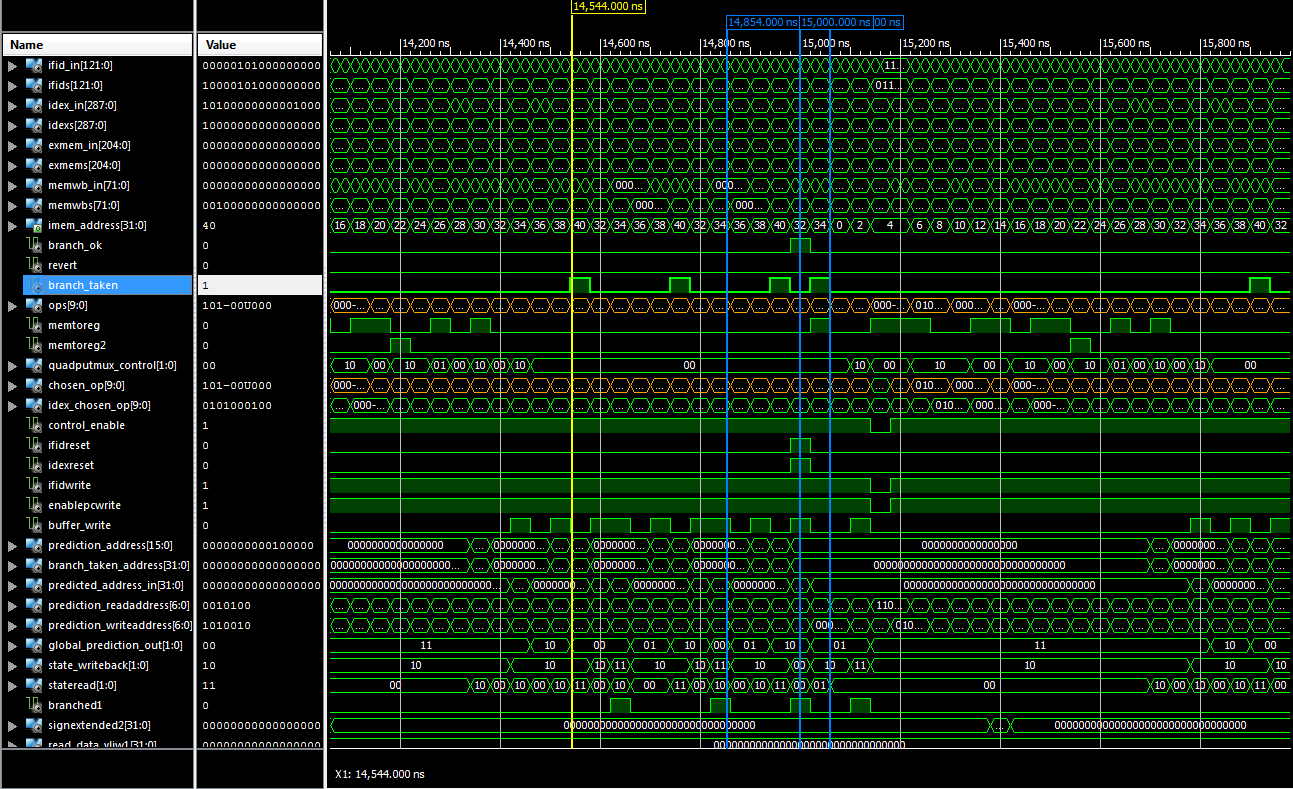 14,544.000 ns
14,854.000 ns 15,000.000 ns 00 ns
Name Value
14,200 ns 14,400 ns 14,600 ns 14,800 ns 15,000 ns 15,200 ns 15,400 ns 15,600 ns 15,800 ns
ifid_in[121:0] 00000101000000000 11...
ifids[121:0] 10000101000000000 011...
idex_in[287:0] 10100000000001000
idexs[287:0] 10000000000000000
exmem_in[204:0] 00000000000000000
exmems[204:0] 00000000000000000
memwb_in[71:0] 00000000000000000 000... 000...
memwbs[71:0] 00100000000000000 000... 000...
imem_address[31:0] 40 16 18 20 22 24 26 28 30 32 34 36 38 40 32 34 36 38 40 32 34 36 38 40 32 34 0 2 4 6 8 10 12 14 16 18 20 22 24 26 28 30 32 34 36 38 40 32
branch_ok 0
revert 0
branch_taken 1
ops[9:0] 101-00U000 000-... 000-... 010... 000... 000-...
memtoreg 0
memtoreg2 0
quadputmux_control[1:0] 00 10 00 10 01 00 10 00 10 00 10 00 10 00 10 00 10 01 00 10 00 10 00
chosen_op[9:0] 101-00U000 000-... 010... 000... 000-...
idex_chosen_op[9:0] 0101000100 000-... 010... 000... 000-...
control_enable 1
ifidreset 0
idexreset 0
ifidwrite 1
enablepcwrite 1
buffer_write 0
prediction_address[15:0] 0000000000100000 0000000000000000 0000000... 0000000... 0000000... 0000000000000000 0000000...
branch_taken_address[31:0] 00000000000000000 00000000000000000000... 0000000... 0000000... 0000000... 00000000000000000000000000000000 0000000...
predicted_address_in[31:0] 00000000000000000 0000000... 0000000... 0000000... 00000000000000000000000000000000 0000000...
prediction_readaddress[6:0] 0010100 110...
prediction_writeaddress[6:0] 1010010 000... 010...
global_prediction_out[1:0] 00 11 10 00 01 10 00 01 10 01 11 10 00
state_writeback[1:0] 10 10 10 10 11 10 10 11 10 00 10 11 10 10 10
stateread[1:0] 11 00 10 00 10 00 10 11 00 10 00 11 00 10 00 10 11 00 01 00 10 00 10 00 10 11 00
branched1 0
signextended2[31:0] 00000000000000000 00000000000000000000000000000000 00000000000000000000000000000000
read_data_vliw1[31:0] 00000000000000000 00000000000000000000000000000000
X1: 14,544.000 ns